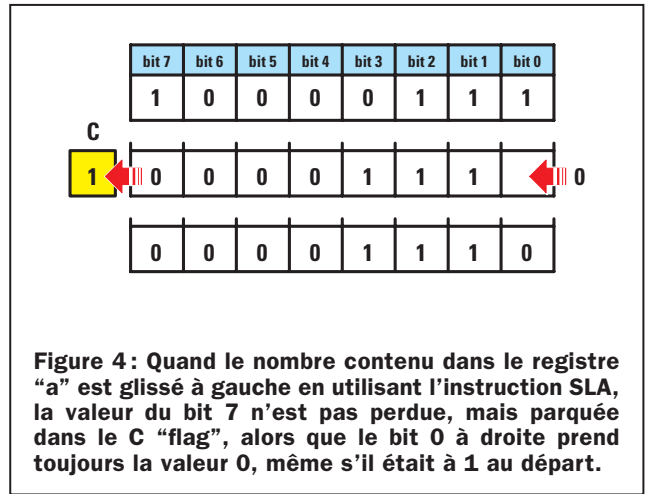 bit 7 bit 6 bit 5 bit 4 bit 3 bit 2 bit 1 bit 0
1 0 0 0 0 1 1 1
C
1 0 0 0 0 1 1 1 0
0 0 0 0 1 1 1 0
Figure 4 : Quand le nombre contenu dans le registre
“a” est glissé à gauche en utilisant l’instruction SLA,
la valeur du bit 7 n’est pas perdue, mais parquée
dans le C “flag”, alors que le bit 0 à droite prend
toujours la valeur 0, même s’il était à 1 au départ.